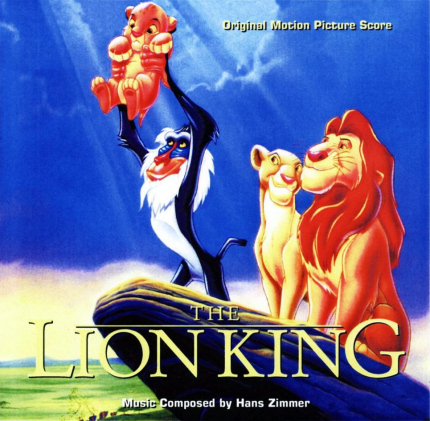 Original Motion Picture Score
THE
LION KING
Music Composed by Hans Zimmer